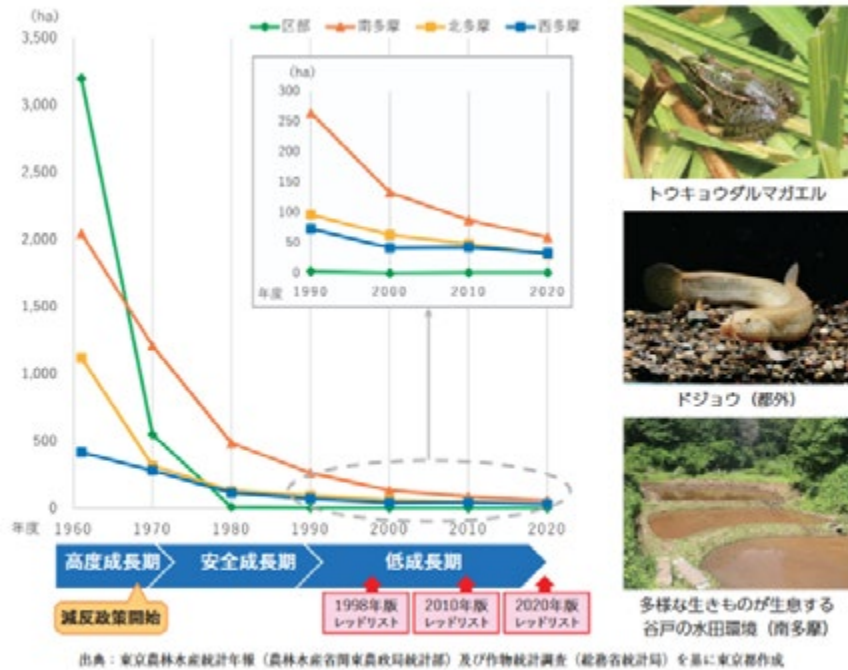 (ha)
区部 南多摩 北多摩 西多摩
3,500
3,000
2,500
2,000
1,500
1,000
500
0
(ha)
300
250
200
150
100
50
0
年度 1990 2000 2010 2020
年度 1960 1970 1980 1990 2000 2010 2020
高度成長期 安全成長期 低成長期
減反政策開始
1998年版
レッドリスト
2010年版
レッドリスト
2020年版
レッドリスト
トウキョウダルマガエル
ドジョウ（都外）
多様な生きものが生息する
谷戸の水田環境（南多摩）
出典：東京農林水産統計年報（農林水産省関東農政局統計部）及び作物統計調査（総務省統計局）を基に東京都作成